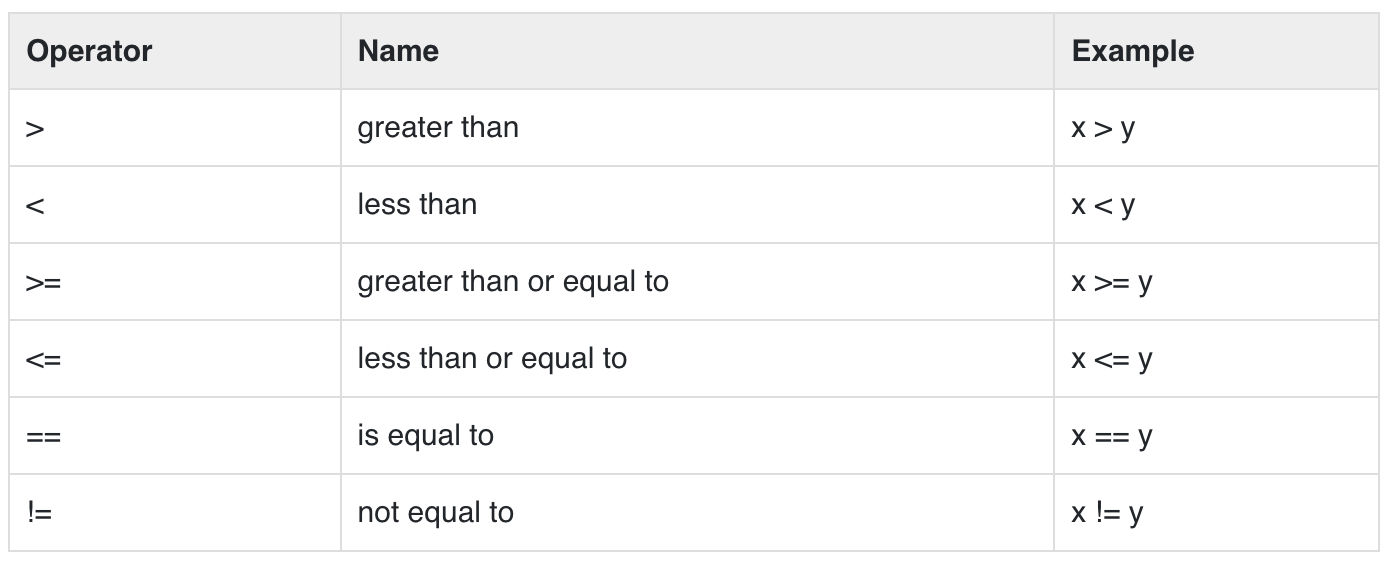 Operator Name Example
> greater than x > y
< less than x < y
>= greater than or equal to x >= y
<= less than or equal to x <= y
== is equal to x == y
!= not equal to x != y